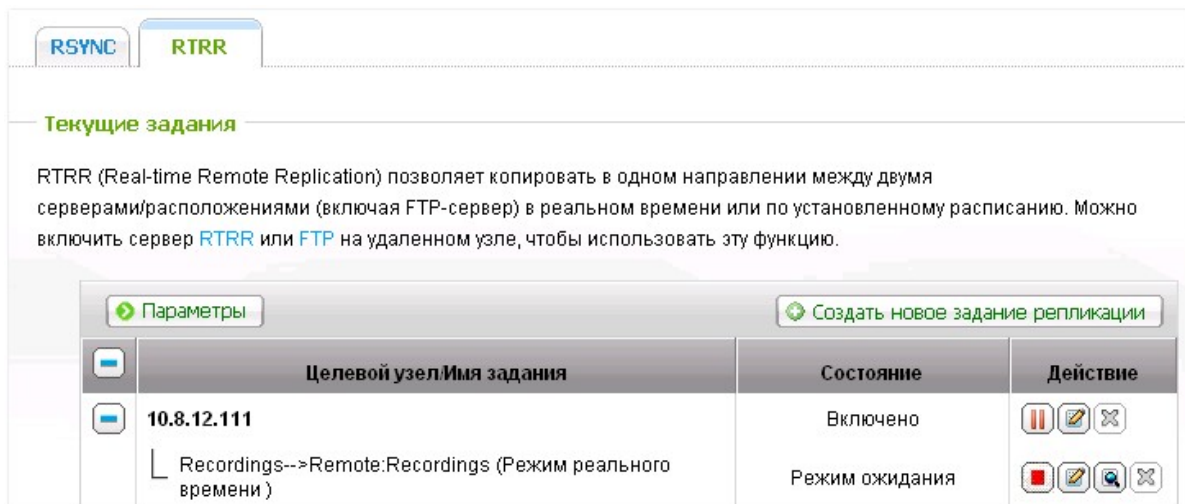 RSYNC RTRR
Текущие задания
RTRR (Real-time Remote Replication) позволяет копировать в одном направлении между двумя
серверами/расположениями (включая FTP-сервер) в реальном времени или по установленному расписанию. Можно
включить сервер RTRR или FTP на удаленном узле, чтобы использовать эту функцию.
Параметры Создать новое задание репликации
Целевой узел/Имя задания Состояние Действие
10.8.12.111 Включено
Recordings-->Remote:Recordings (Режим реального
времени ) Режим ожидания